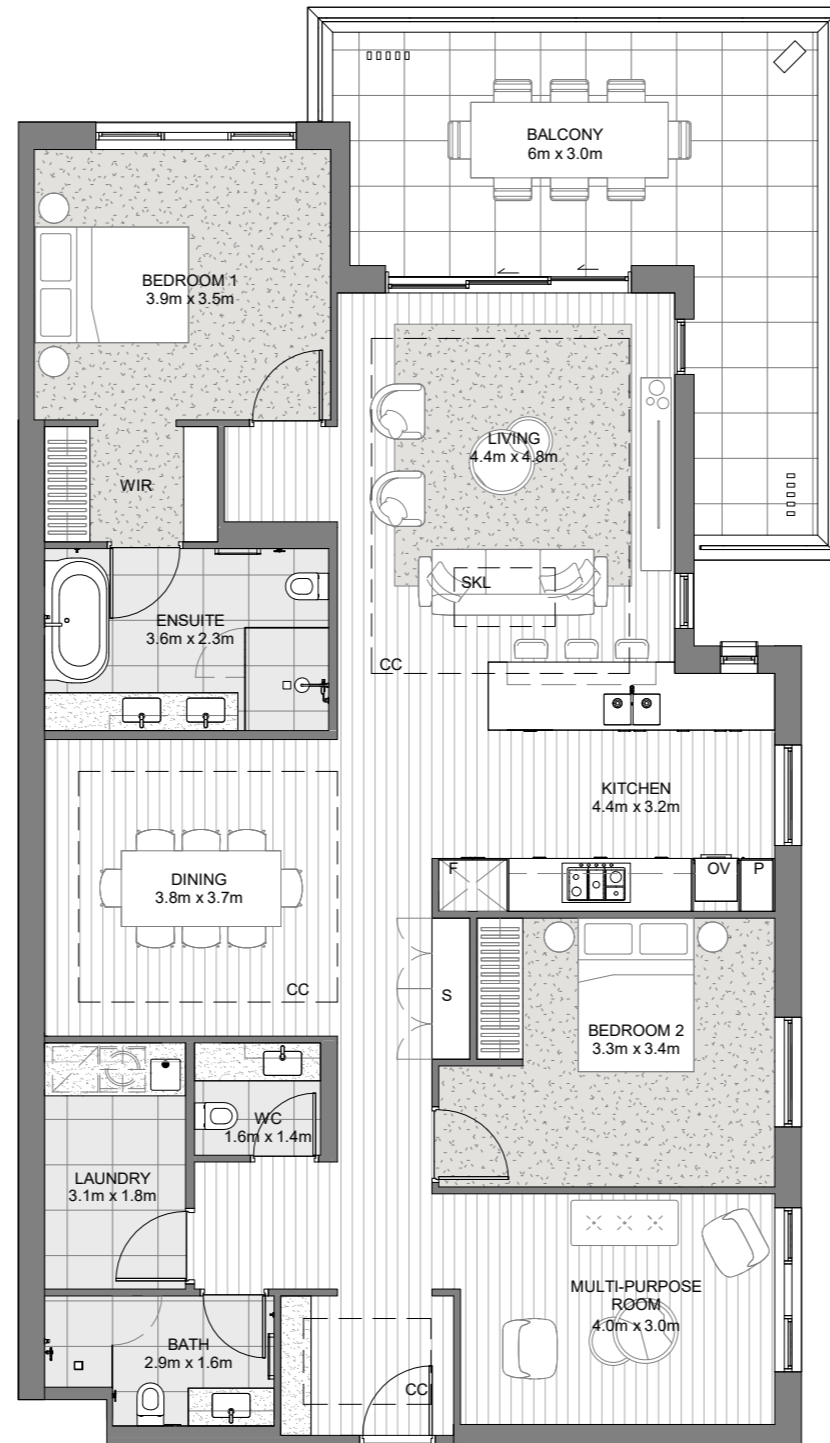 BALCONY
6m x 3.0m
BEDROOM 1
3.9m x 3.5m
LIVING
4.4m x 4.8m
WIR
SKL
ENSUITE
3.6m x 2.3m
CC
KITCHEN
4.4m x 3.2m
F
OV
P
DINING
3.8m x 3.7m
CC
S
BEDROOM 2
3.3m x 3.4m
WC
1.6m x 1.4m
LAUNDRY
3.1m x 1.8m
MULTI-PURPOSE
ROOM
4.0m x 3.0m
BATH
2.9m x 1.6m
CC